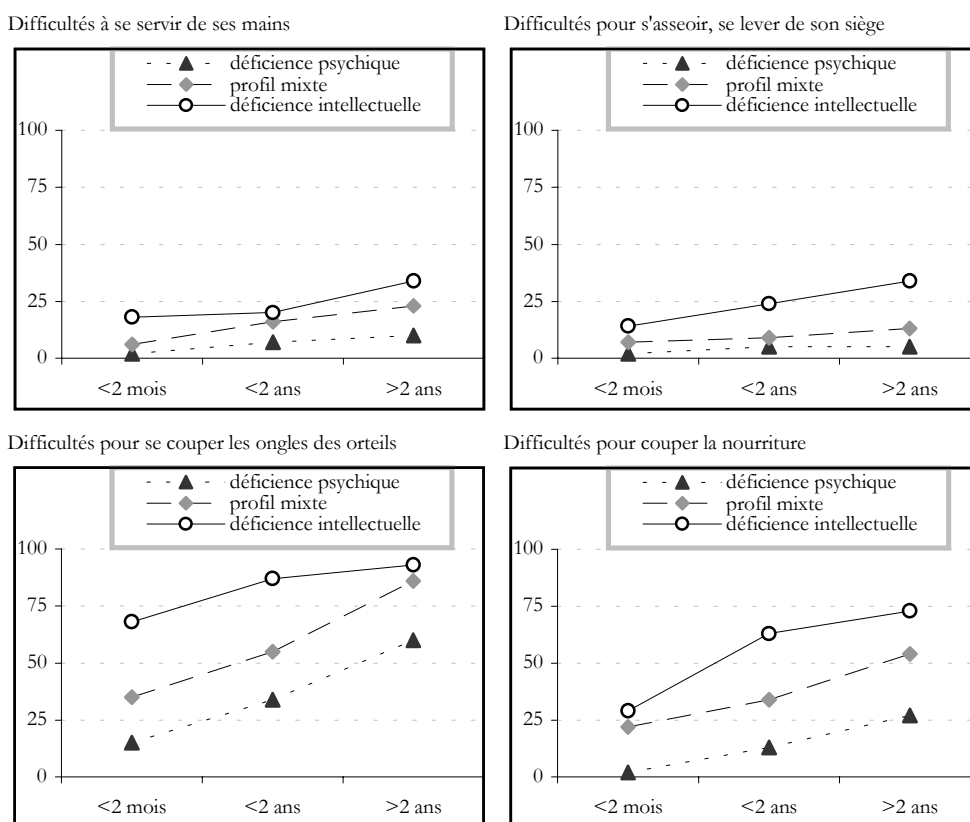 Difficultés à se servir de ses mains
déficience psychique
profil mixte
déficience intellectuelle
100
75
50
25
0
<2 mois <2 ans >2 ans
Difficultés pour s'asseoir, se lever de son siège
déficience psychique
profil mixte
déficience intellectuelle
100
75
50
25
0
<2 mois <2 ans >2 ans
Difficultés pour se couper les ongles des orteils
déficience psychique
profil mixte
déficience intellectuelle
100
75
50
25
0
<2 mois <2 ans >2 ans
Difficultés pour couper la nourriture
déficience psychique
profil mixte
déficience intellectuelle
100
75
50
25
0
<2 mois <2 ans >2 ans